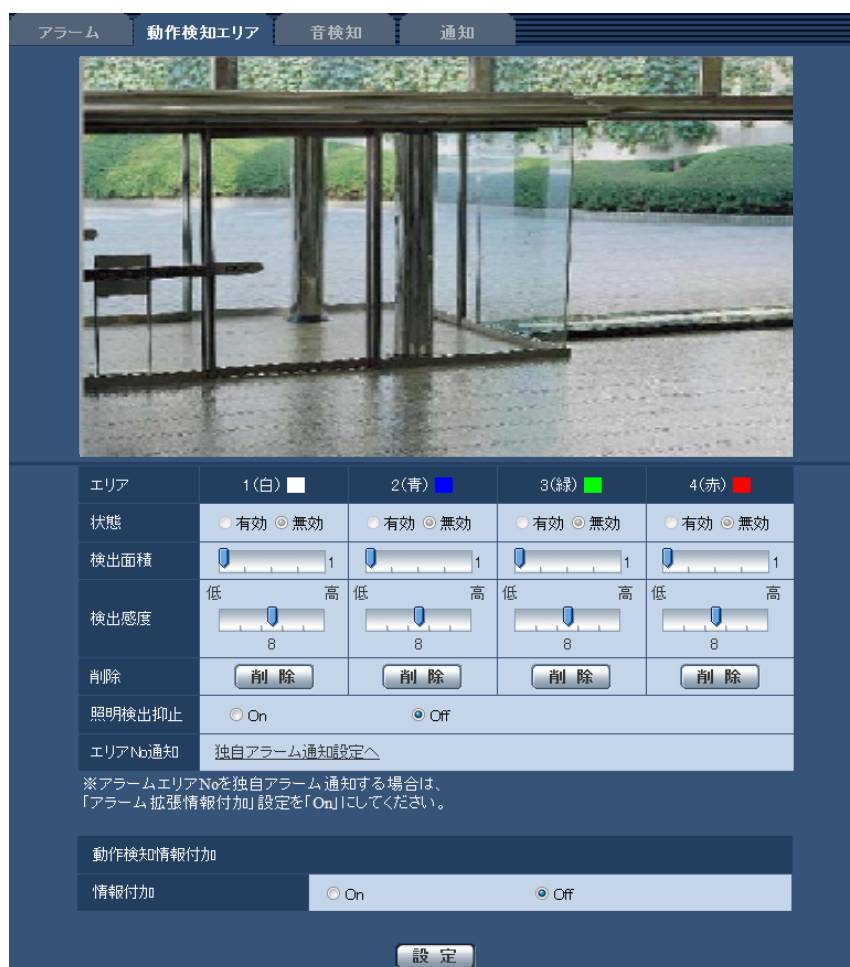 アラーム 動作検知エリア 音検知 通知
エリア 1(白) 2(青) 3(緑) 4(赤)
状態 有効 無効 有効 無効 有効 無効 有効 無効
検出面積 1 1 1 1
低 高 低 高 低 高 低 高
検出感度
8 8 8 8
削除 削 除 削 除 削 除 削 除
照明検出抑止 On Off
エリアNo通知 独自アラーム通知設定へ
※アラームエリアNoを独自アラーム通知する場合は、
「アラーム拡張情報付加」設定を「On」にしてください。
動作検知情報付加
情報付加 On Off
設 定